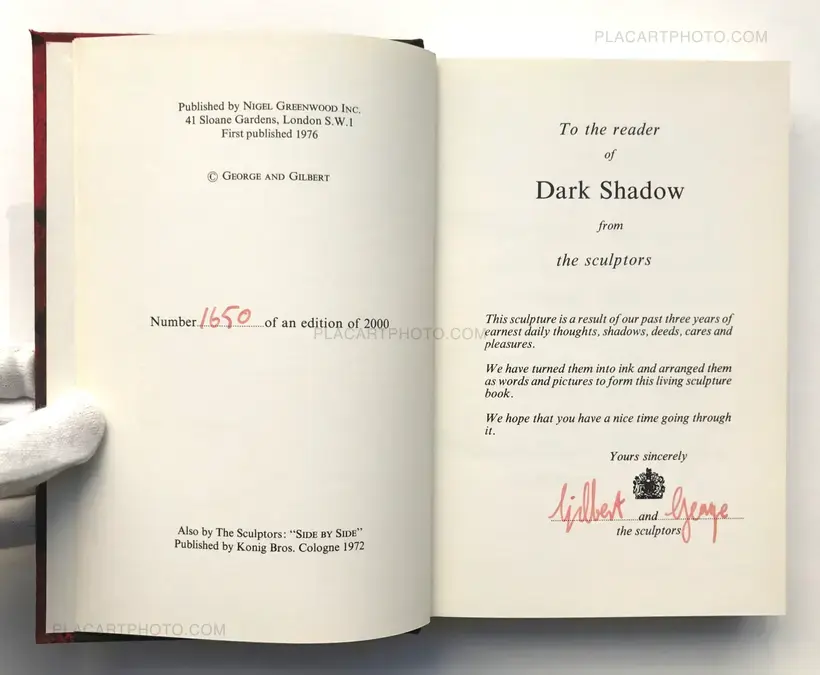 PLACARTPHOTO.COM
Published by NIGEL GREENWOOD INC.
41 Sloane Gardens, London S.W.1
First published 1976
© GEORGE AND GILBERT
Number 1650 of an edition of 2000
PLACARTPHOTO.COM
Also by The Sculptors: "SIDE BY SIDE"
Published by Konig Bros. Cologne 1972
PLACARTPHOTO.COM
To the reader
of
Dark Shadow
from
the sculptors
This sculpture is a result of our past three years of
earnest daily thoughts, shadows, deeds, cares and
pleasures.
We have turned them into ink and arranged them
as words and pictures to form this living sculpture
book.
We hope that you have a nice time going through
it.
Yours sincerely
Gilbert and George
the sculptors